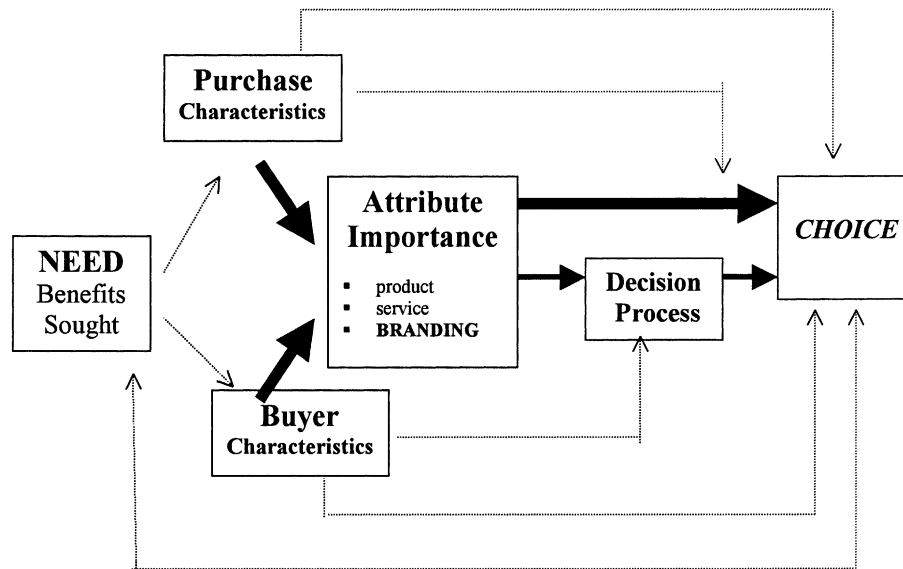 Purchase
Characteristics
Attribute
Importance
▪ product
▪ service
▪ BRANDING
CHOICE
NEED
Benefits
Sought
Decision
Process
Buyer
Characteristics